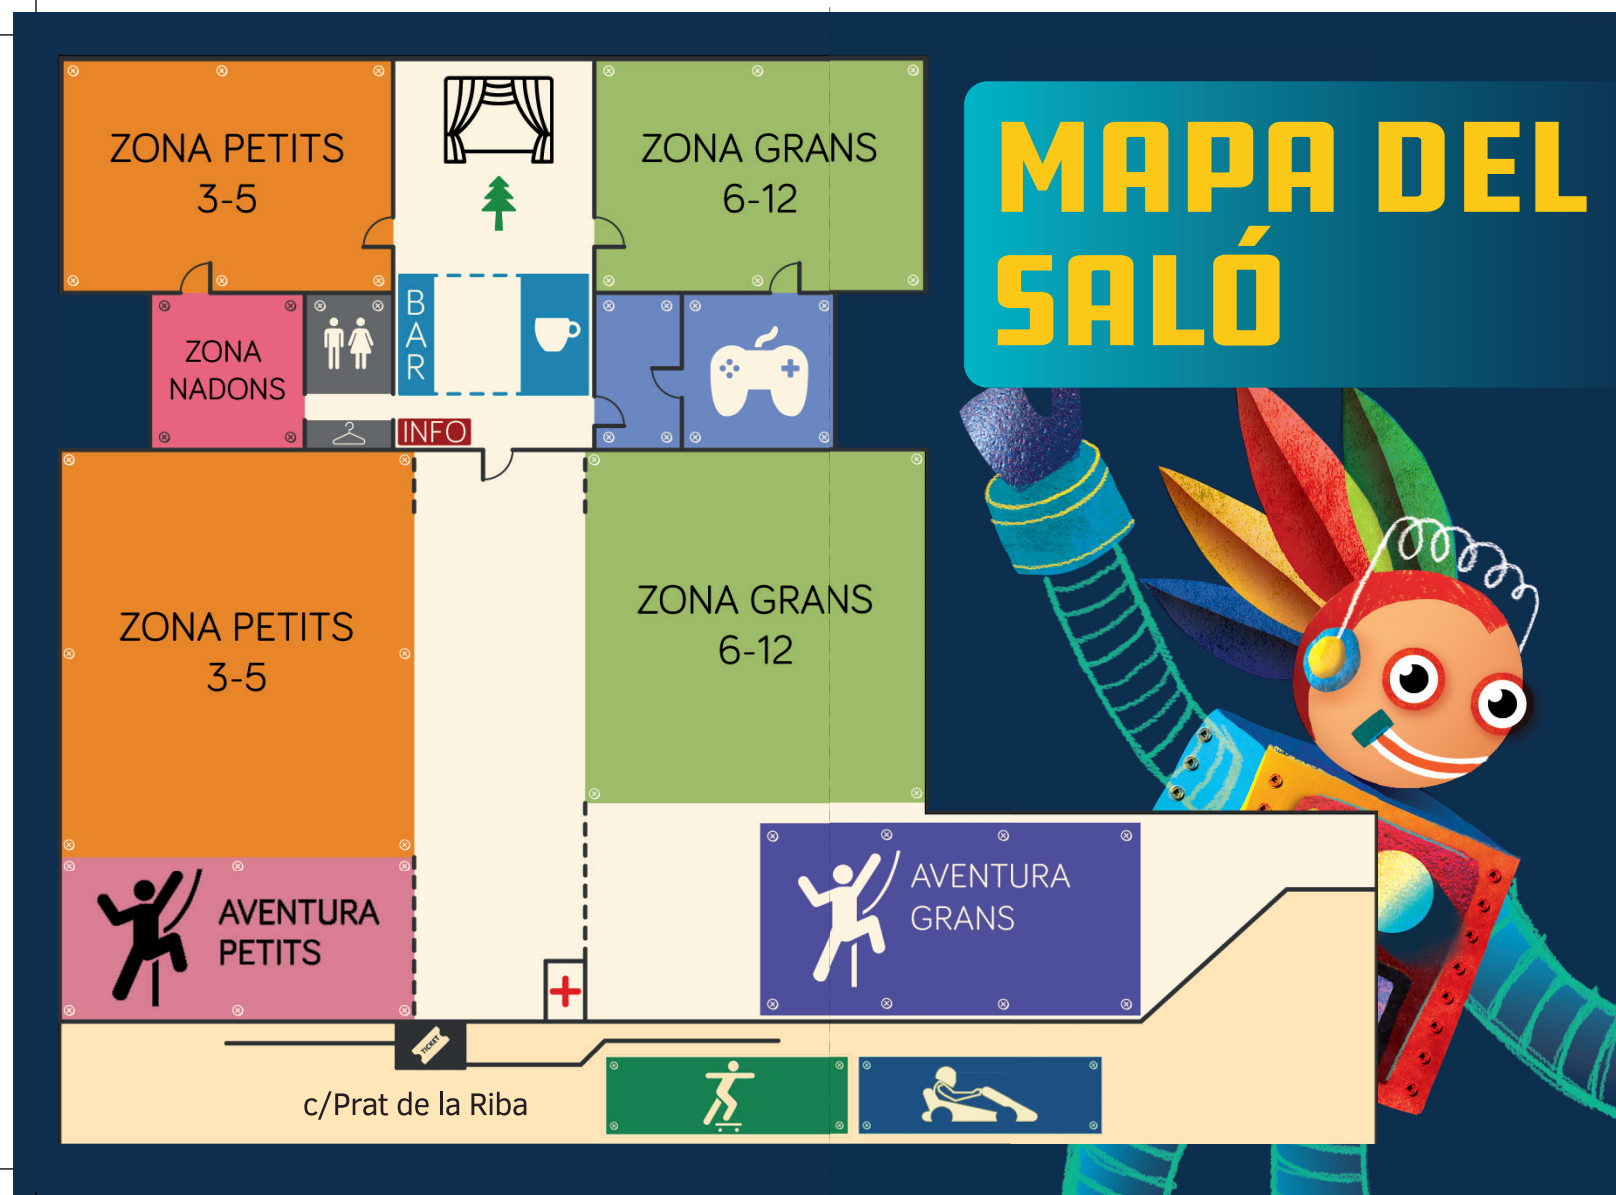 MAPA DEL
SALÓ
ZONA PETITS
3-5
ZONA GRANS
6-12
ZONA
NADONS
BAR
INFO
ZONA PETITS
3-5
ZONA GRANS
6-12
AVENTURA
PETITS
AVENTURA
GRANS
TICKET
c/Prat de la Riba